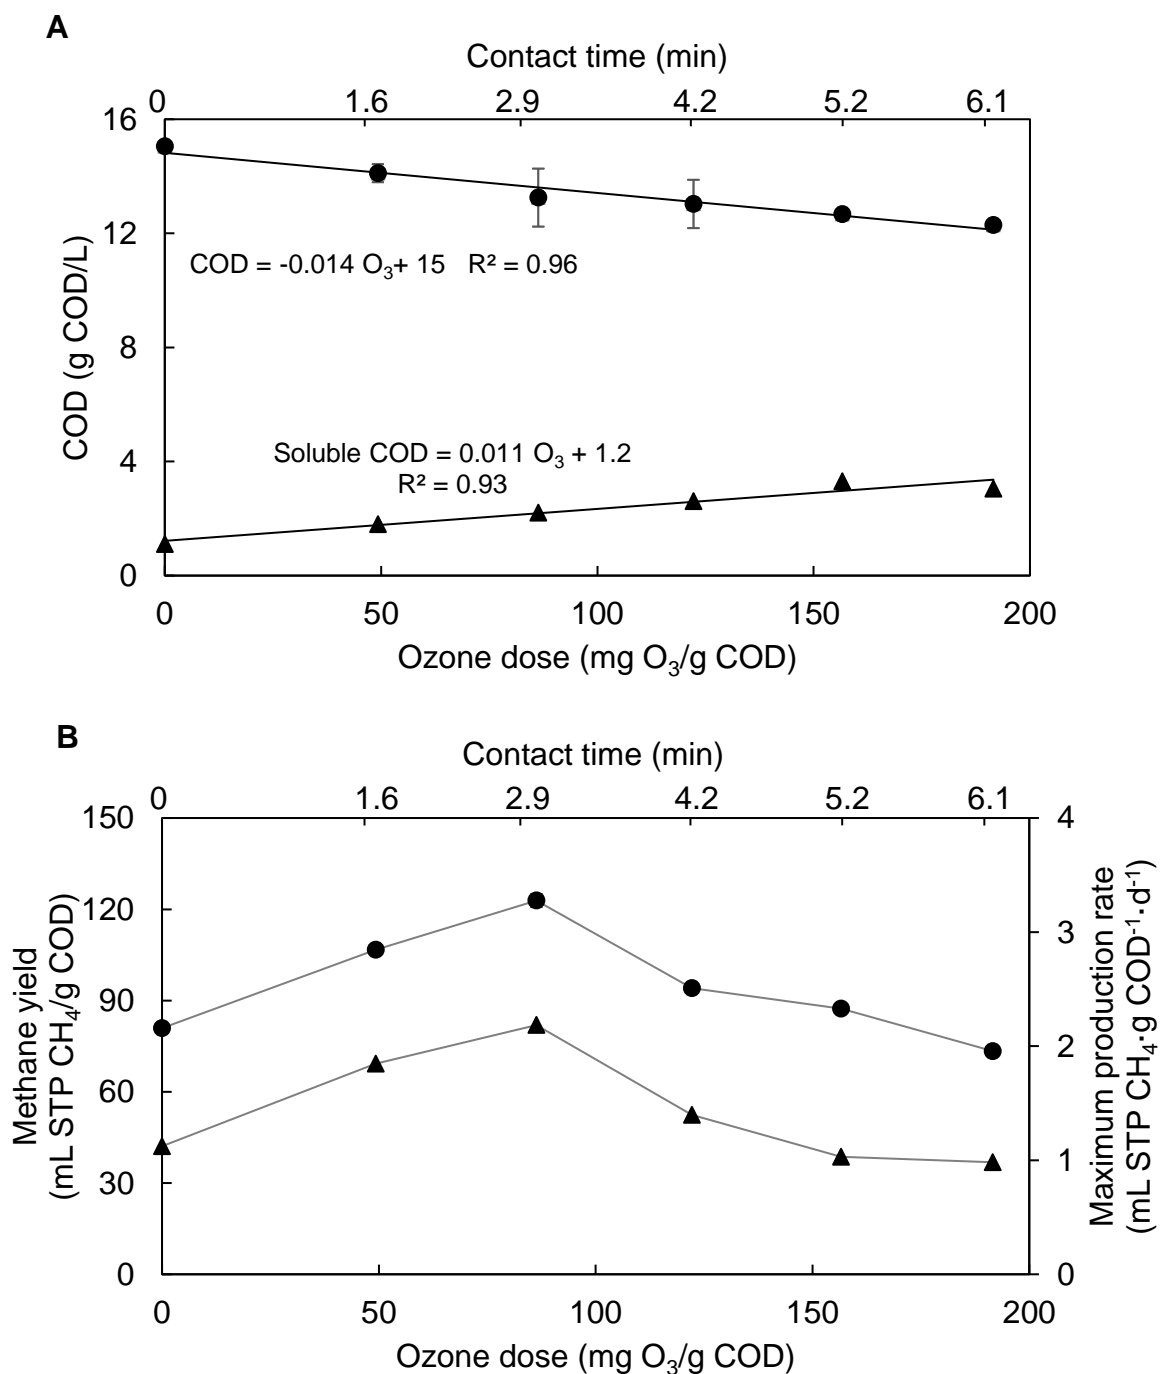 A
Contact time (min)
0 1.6 2.9 4.2 5.2 6.1
16
12
8
4
0
COD (g COD/L)
COD = -0.014 O₃+ 15 R² = 0.96
Soluble COD = 0.011 O₃ + 1.2
R² = 0.93
0 50 100 150 200
Ozone dose (mg O₃/g COD)
B
Contact time (min)
0 1.6 2.9 4.2 5.2 6.1
150
120
90
60
30
0
Methane yield
(mL STP CH₄/g COD)
4
3
2
1
0
Maximum production rate
(mL STP CH₄·g COD⁻¹·d⁻¹)
0 50 100 150 200
Ozone dose (mg O₃/g COD)